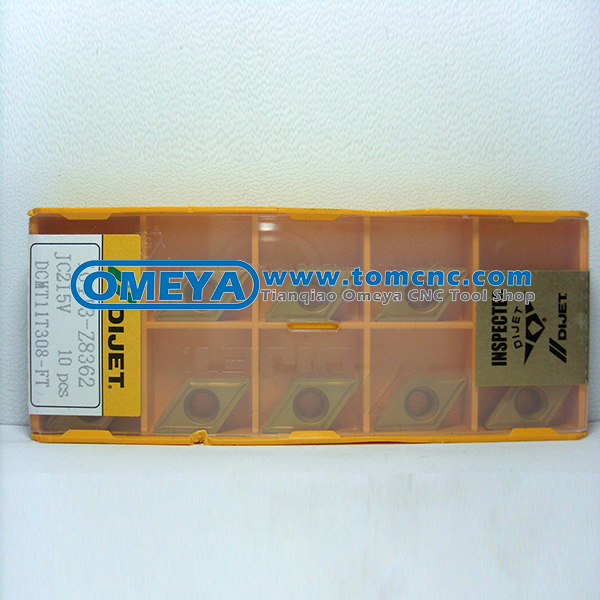 OMEYA
www.tomcnc.com
Tianqiao Omeya CNC Tool Shop
DCMT11T308-FT
JC215V 10 pcs
-Z8362
DIJET.
INSPECTED
DIJET
DIJET.